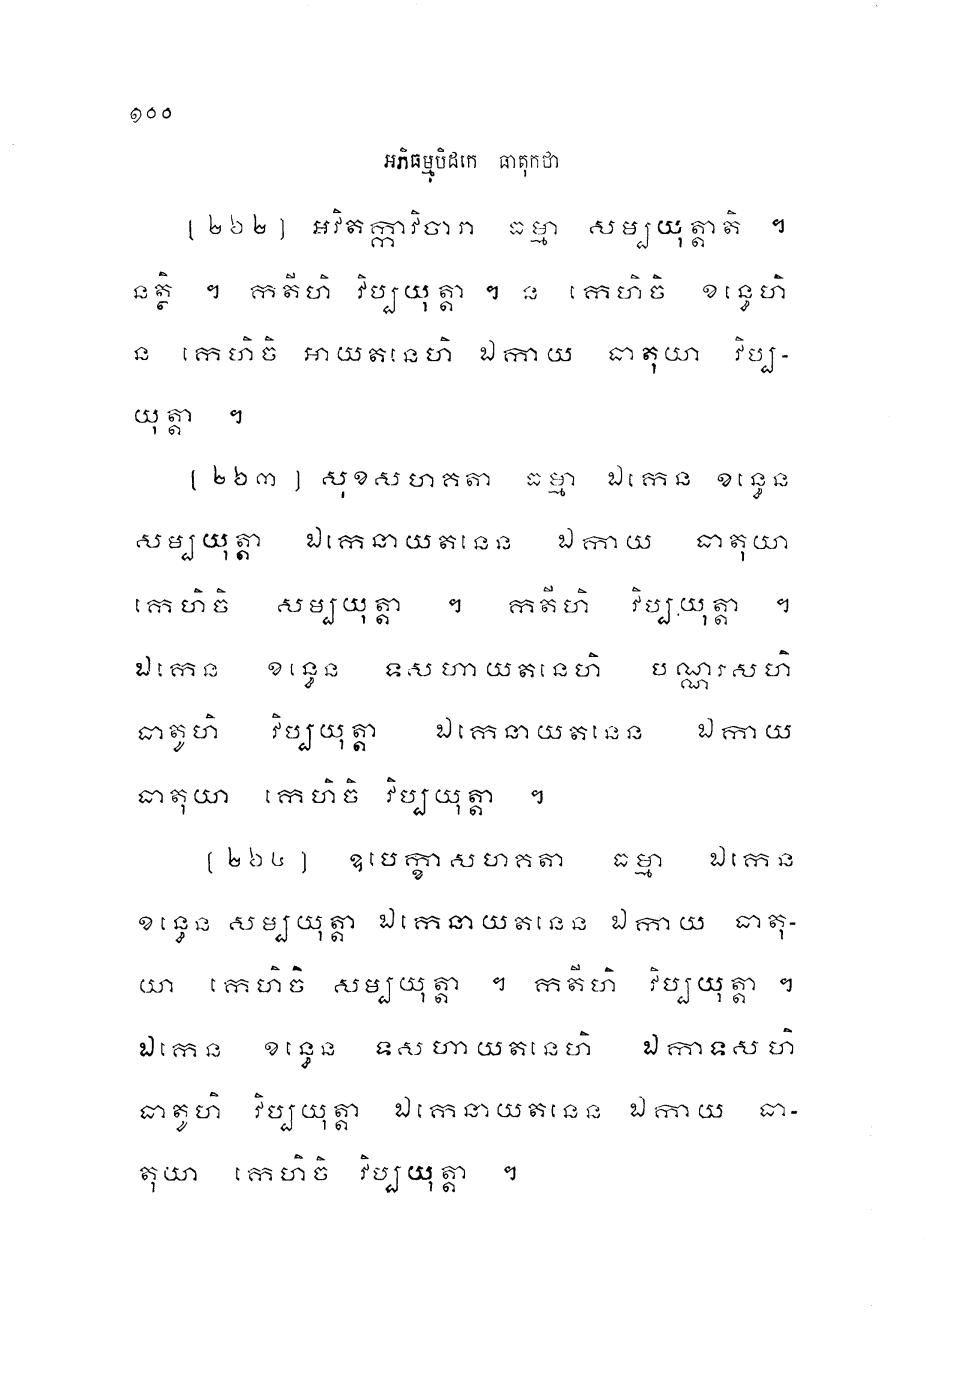 ១០០
អភិធម្មបិដកេ ធាតុកថា
[២៦២] អវិតក្កាវិចារា ធម្មា សម្បយុត្តាតិ ។
នត្ថិ ។ កតីហិ វិប្បយុត្តា ។ ន កេហិចិ ខន្ធេហិ
ន កេហិចិ អាយតនេហិ ឯកាយ ធាតុយា វិប្ប-
យុត្តា ។
[២៦៣] សុខសហគតា ធម្មា ឯកេន ខន្ធេន
សម្បយុត្តា ឯកេនាយតនេន ឯកាយ ធាតុយា
កេហិចិ សម្បយុត្តា ។ កតីហិ វិប្បយុត្តា ។
ឯកេន ខន្ធេន ទសហាយតនេហិ បណ្ណរសហិ
ធាតូហិ វិប្បយុត្តា ឯកេនាយតនេន ឯកាយ
ធាតុយា កេហិចិ វិប្បយុត្តា ។
[២៦៤] ឧបេក្ខាសហគតា ធម្មា ឯកេន
ខន្ធេន សម្បយុត្តា ឯកេនាយតនេន ឯកាយ ធាតុ-
យា កេហិចិ សម្បយុត្តា ។ កតីហិ វិប្បយុត្តា ។
ឯកេន ខន្ធេន ទសហាយតនេហិ ឯកាទសហិ
ធាតូហិ វិប្បយុត្តា ឯកេនាយតនេន ឯកាយ ធា-
តុយា កេហិចិ វិប្បយុត្តា ។